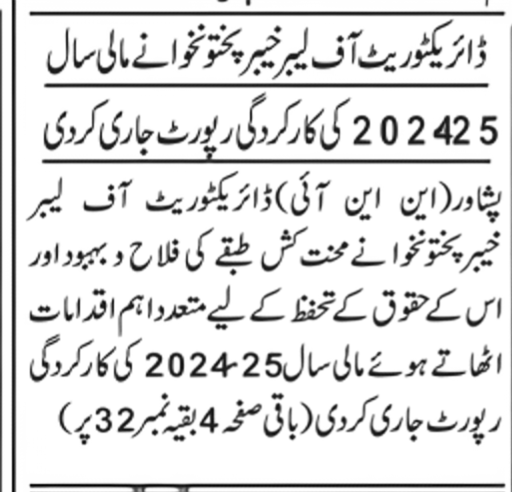 ڈائریکٹوریٹ آف لیبر خیبر پختونخوا نے مالی سال
202425 کی کارکردگی رپورٹ جاری کردی
پشاور(این این آئی)ڈائریکٹوریٹ آف لیبر
خیبر پختونخوا نے محنت کش طبقے کی فلاح و بہبود اور
اس کے حقوق کے تحفظ کے لیے متعدد اہم اقدامات
اٹھاتے ہوئے مالی سال 2024-25 کی کارکردگی
رپورٹ جاری کردی (باقی صفحہ 4 بقیہ نمبر 32 پر)